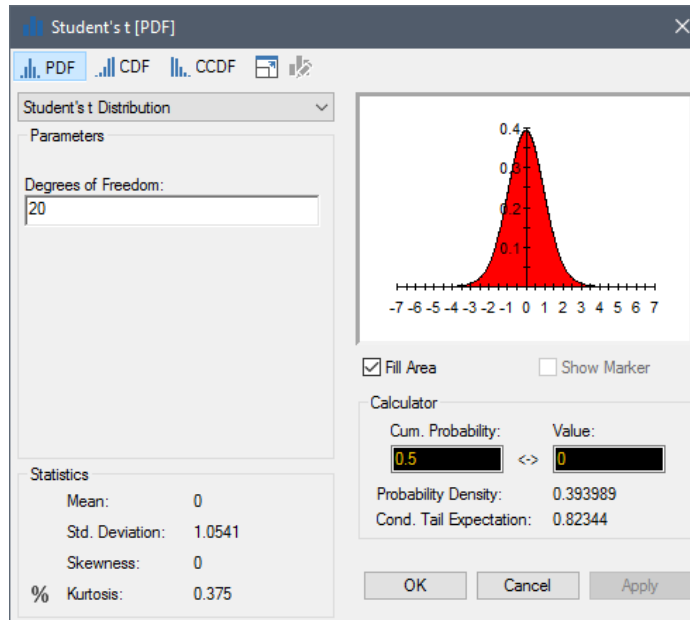 Student's t [PDF]
PDF CDF CCDF
Student's t Distribution
Parameters
Degrees of Freedom:
20
Statistics
Mean: 0
Std. Deviation: 1.0541
Skewness: 0
% Kurtosis: 0.375
0.4
0.3
0.2
0.1
-7 -6 -5 -4 -3 -2 -1 0 1 2 3 4 5 6 7
Fill Area Show Marker
Calculator
Cum. Probability: Value:
0.5 <-> 0
Probability Density: 0.393989
Cond. Tail Expectation: 0.82344
OK Cancel Apply